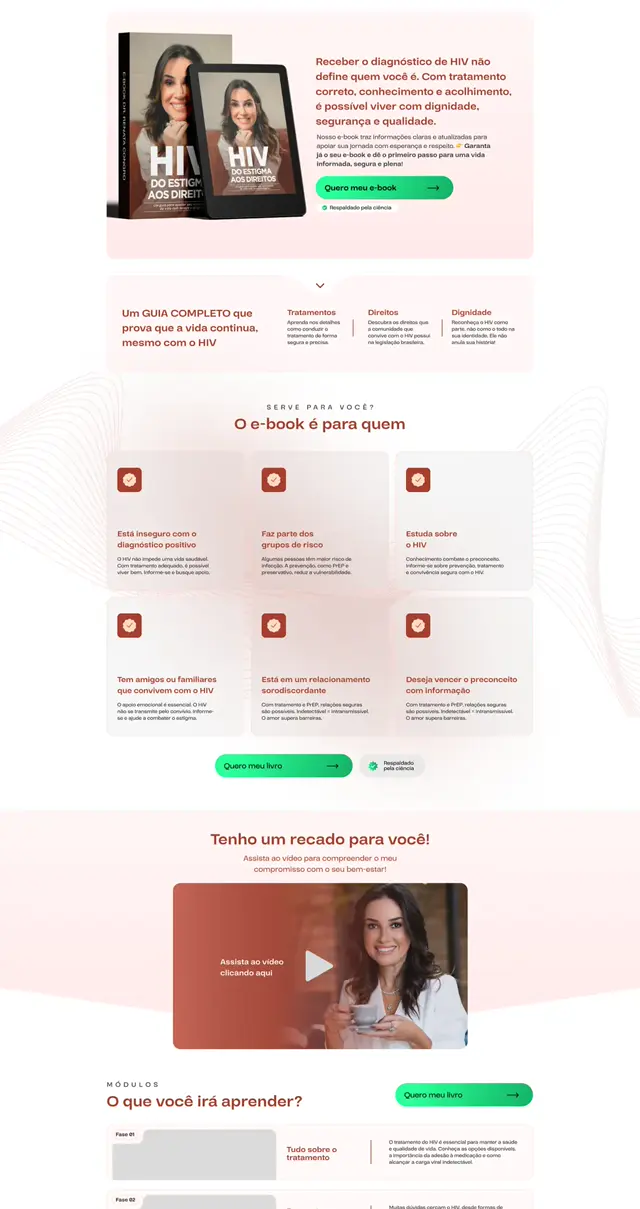 E-BOOK, DR. RENATA
HIV
DO ESTIGMA
AOS DIREIT
HIV
DO ESTIGMA
AOS DIREITOS
Receber o diagnóstico de HIV não
define quem você é. Com tratamento
correto, conhecimento e acolhimento,
é possível viver com dignidade,
segurança e qualidade.
Nosso e-book traz informações claras e atualizadas para
apoiar sua jornada com esperança e respeito. 👉 Garanta
já o seu e-book e dê o primeiro passo para uma vida
informada, segura e plena!
Quero meu e-book
Respaldado pela ciência
Um GUIA COMPLETO que
prova que a vida continua,
mesmo com o HIV
Tratamentos
Aprenda nos detalhes
como conduzir o
tratamento de forma
segura e precisa.
Direitos
Descubra os direitos que
a comunidade que
convive com o HIV possui
na legislação brasileira.
Dignidade
Reconheça o HIV como
parte, não como o todo na
sua identidade. Ele não
anula sua história!
SERVE PARA VOCÊ?
O e-book é para quem
Está inseguro com o
diagnóstico positivo
O HIV não impede uma vida saudável.
Com tratamento adequado, é possível
viver bem. Informe-se e busque apoio.
Faz parte dos
grupos de risco
Algumas pessoas têm maior risco de
infecção. A prevenção, como PrEP e
preservativo, reduz a vulnerabilidade.
Estuda sobre
o HIV
Conhecimento combate o preconceito.
Informe-se sobre prevenção, tratamento
e convivência segura com o HIV.
Tem amigos ou familiares
que convivem com o HIV
O apoio emocional é essencial. O HIV
não se transmite pelo convívio. Informe-
se e ajude a combater o estigma.
Está em um relacionamento
sorodiscordante
Com tratamento e PrEP, relações seguras
são possíveis. Indetectável = intransmissível.
O amor supera barreiras.
Deseja vencer o preconceito
com informação
Com tratamento e PrEP, relações seguras
são possíveis. Indetectável = intransmissível.
O amor supera barreiras.
Quero meu livro
Respaldado
pela ciência
Tenho um recado para você!
Assista ao vídeo para compreender o meu
compromisso com o seu bem-estar!
Assista ao vídeo
clicando aqui
MÓDULOS
O que você irá aprender?
Quero meu livro
Fase 01
Tudo sobre o
tratamento
O tratamento do HIV é essencial para manter a saúde
e qualidade de vida. Conheça as opções disponíveis,
a importância da adesão à medicação e como
alcançar a carga viral indetectável.
Fase 02
Muitas dúvidas cercam o HIV, desde formas de